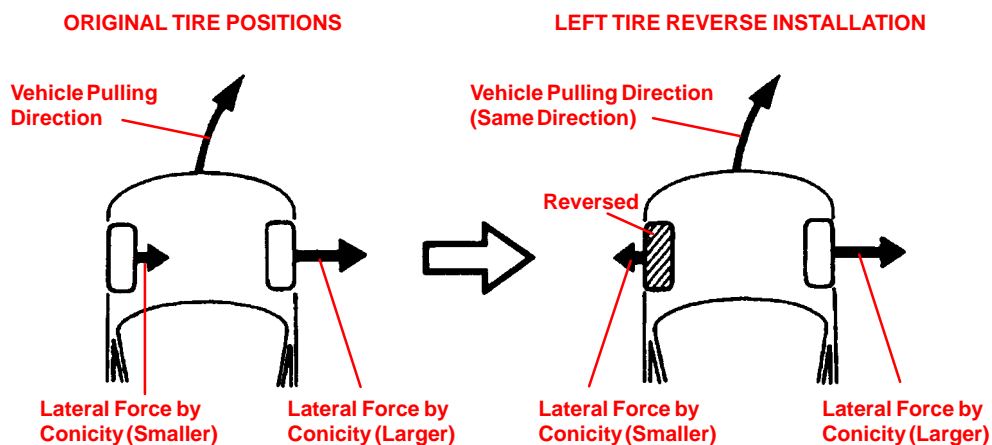 ORIGINAL TIRE POSITIONS
Vehicle Pulling
Direction
Lateral Force by
Conicity (Smaller)
Lateral Force by
Conicity (Larger)
LEFT TIRE REVERSE INSTALLATION
Vehicle Pulling Direction
(Same Direction)
Reversed
Lateral Force by
Conicity (Smaller)
Lateral Force by
Conicity (Larger)